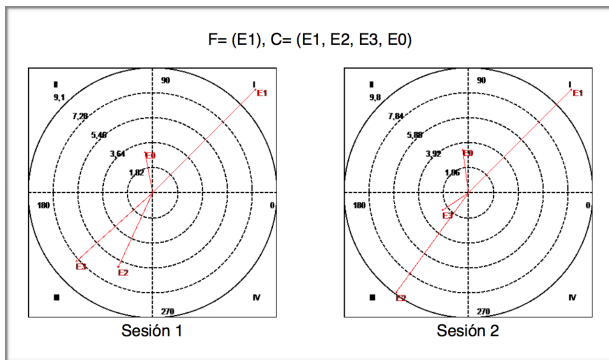 F= (E1), C= (E1, E2, E3, E0)
90
II
I
9,1
E1
7,28
5,46
3,64
E0
1,82
180
0
E3
E2
III
IV
270
Sesión 1
90
II
I
9,8
E1
7,84
5,88
3,92
E0
1,96
180
0
E3
E2
III
IV
270
Sesión 2